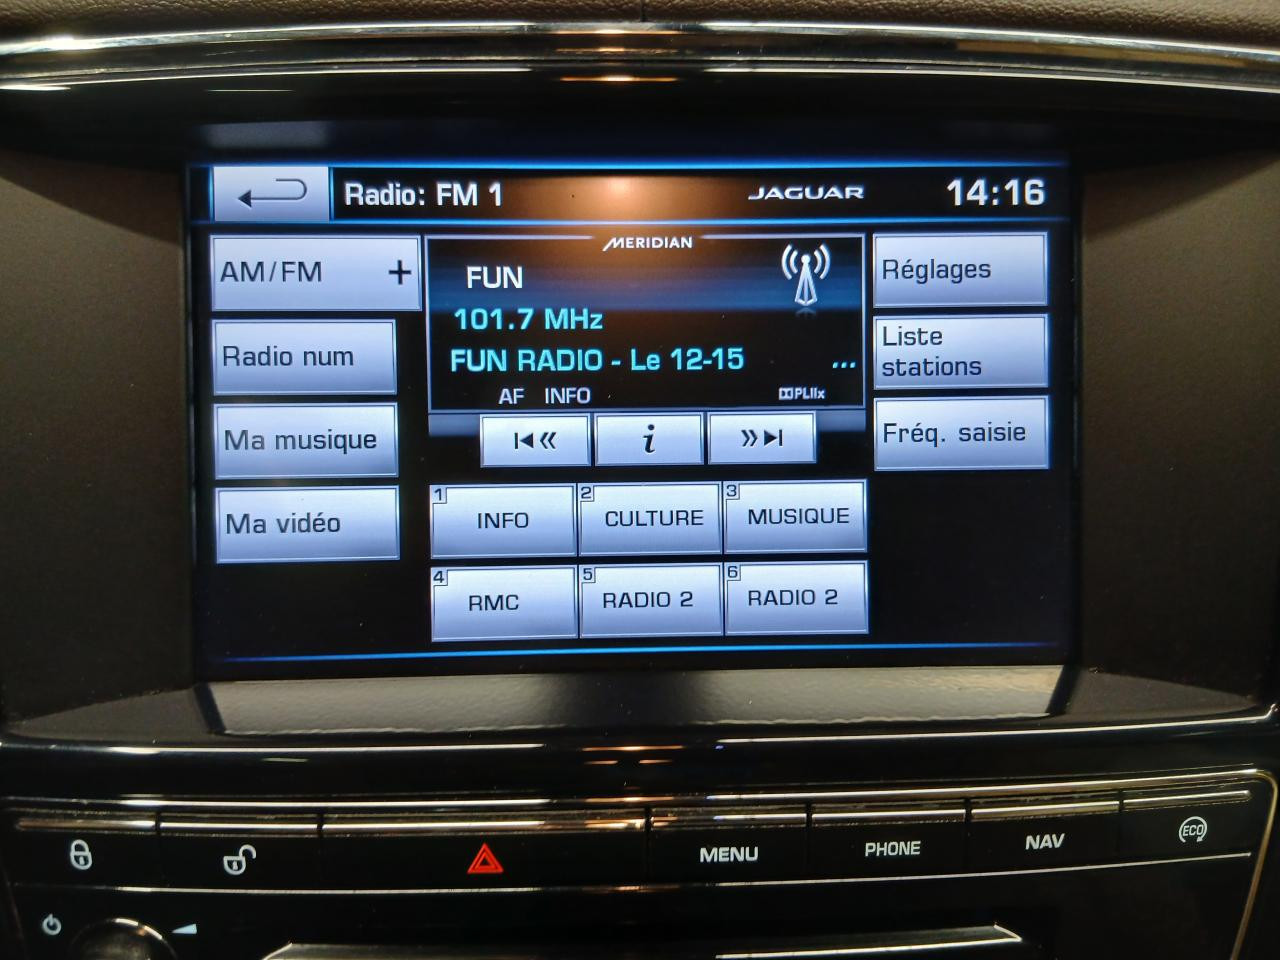 Radio: FM 1
JAGUAR
14:16
AM/FM +
MERIDIAN
FUN
101.7 MHz
FUN RADIO - Le 12-15 ...
AF INFO
PLIIx
Réglages
Radio num
Liste
stations
Ma musique
i
Fréq. saisie
Ma vidéo
1 INFO
2 CULTURE
3 MUSIQUE
4 RMC
5 RADIO 2
6 RADIO 2
MENU
PHONE
NAV
ECO